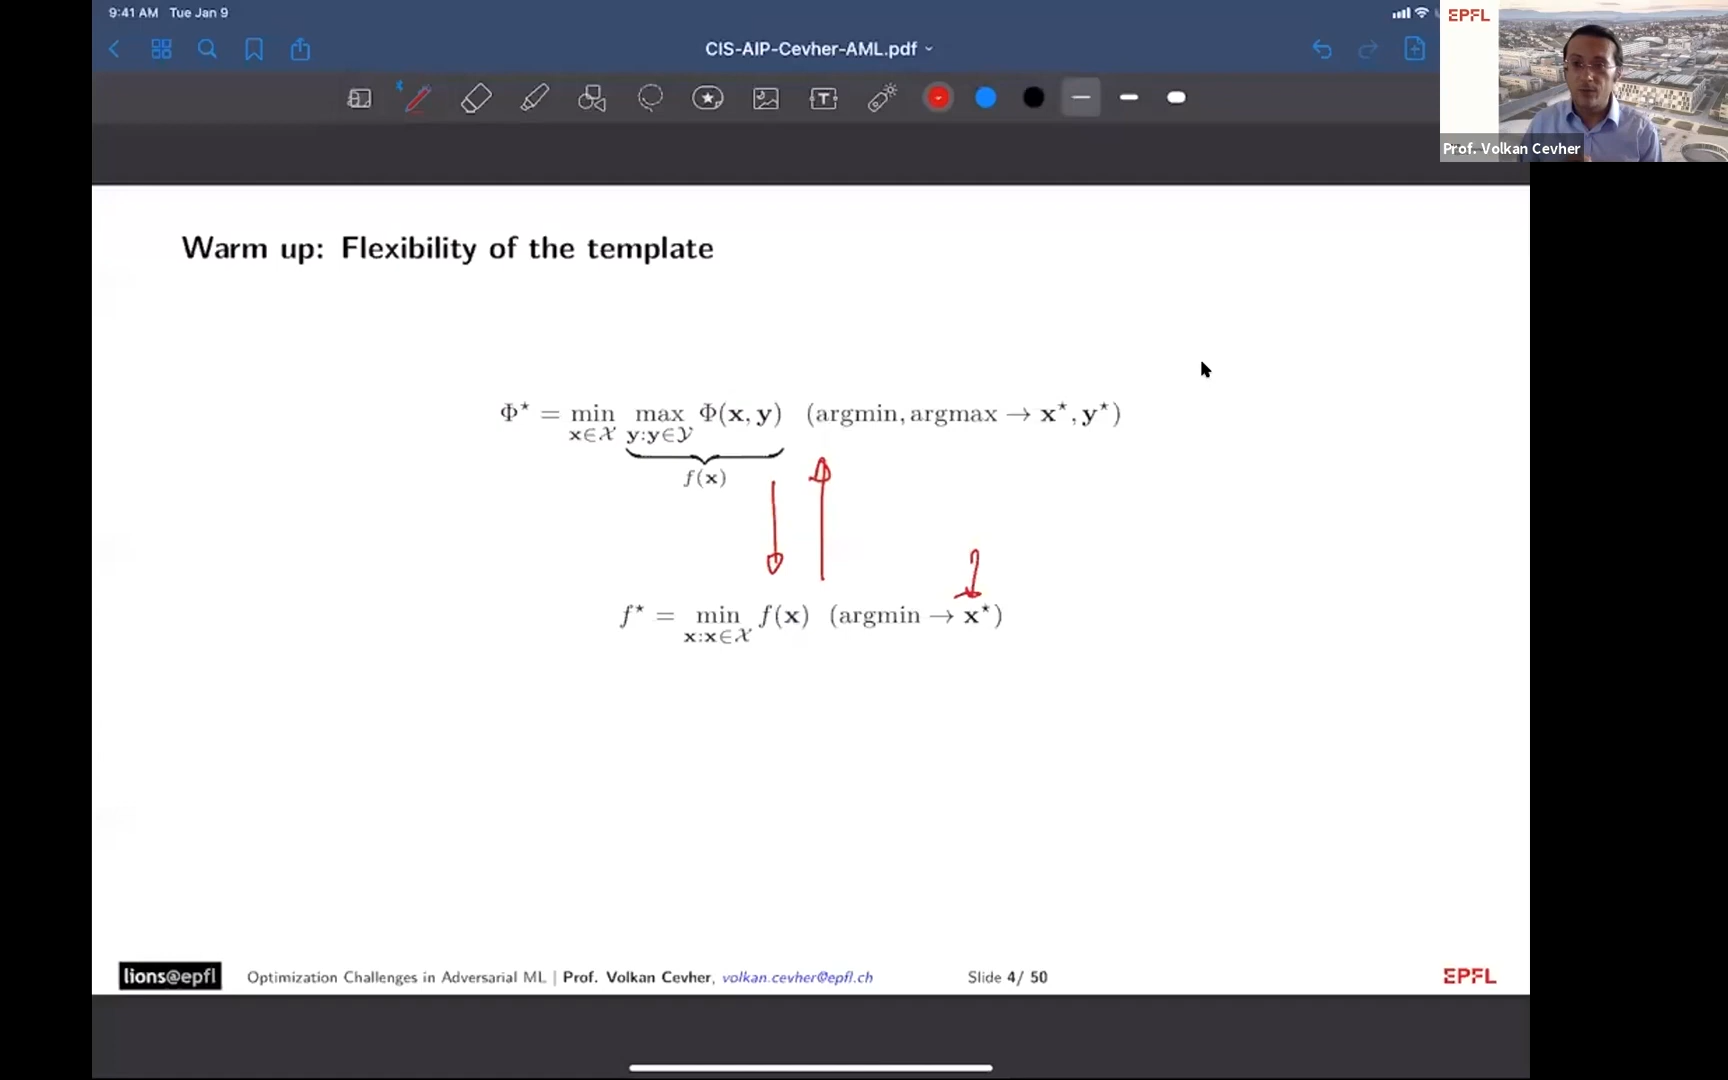 9:41 AM Tue Jan 9
CIS-AIP-Cevher-AML.pdf
EPFL
Prof. Volkan Cevher
Warm up: Flexibility of the template
Φ⋆ = min max Φ(x, y) (argmin, argmax → x⋆, y⋆)
x∈𝒳 y:y∈𝒴
f(x)
f⋆ = min f(x) (argmin → x⋆)
x:x∈𝒳
lions@epfl Optimization Challenges in Adversarial ML | Prof. Volkan Cevher, volkan.cevher@epfl.ch Slide 4/ 50 EPFL